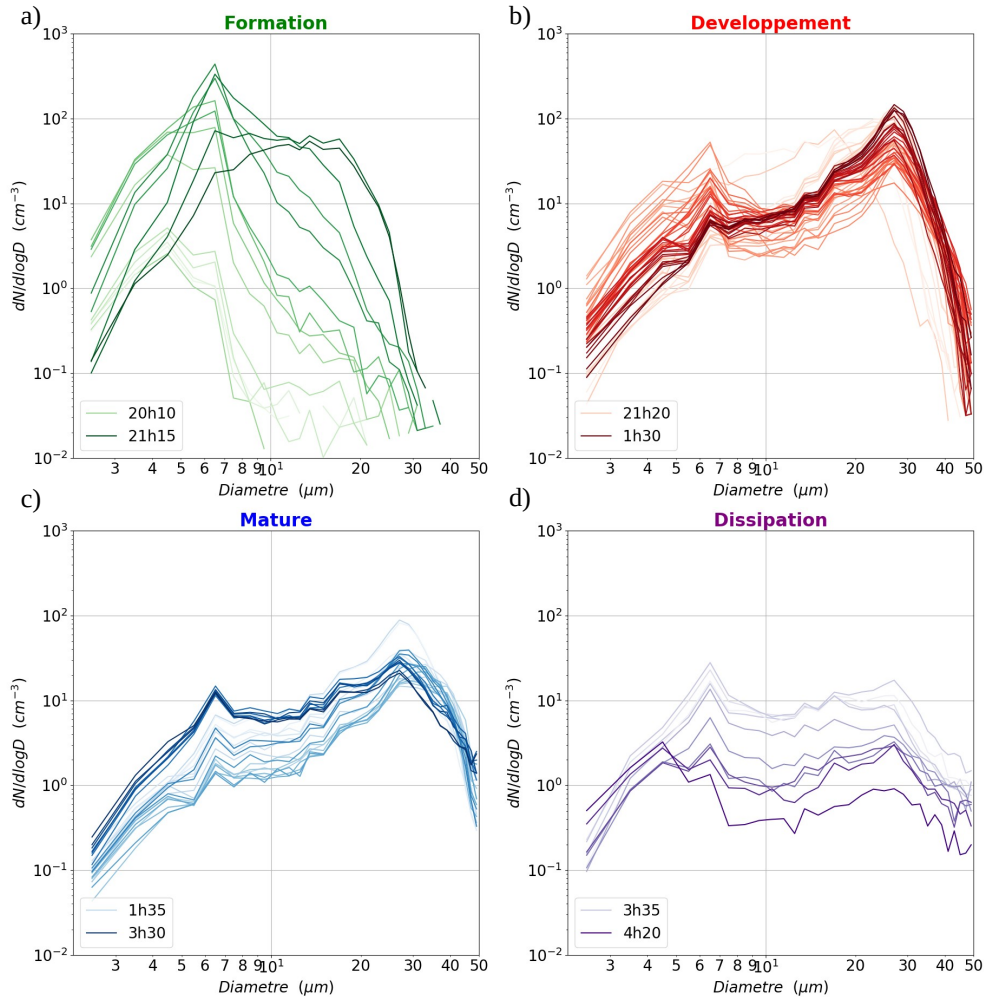 a)
Formation
dN/dlogD (cm⁻³)
10³
10²
10¹
10⁰
10⁻¹
10⁻²
20h10
21h15
3 4 5 6 7 8 9 10¹ 20 30 40 50
Diametre (μm)
b)
Developpement
dN/dlogD (cm⁻³)
10³
10²
10¹
10⁰
10⁻¹
10⁻²
21h20
1h30
3 4 5 6 7 8 9 10¹ 20 30 40 50
Diametre (μm)
c)
Mature
dN/dlogD (cm⁻³)
10³
10²
10¹
10⁰
10⁻¹
10⁻²
1h35
3h30
3 4 5 6 7 8 9 10¹ 20 30 40 50
Diametre (μm)
d)
Dissipation
dN/dlogD (cm⁻³)
10³
10²
10¹
10⁰
10⁻¹
10⁻²
3h35
4h20
3 4 5 6 7 8 9 10¹ 20 30 40 50
Diametre (μm)